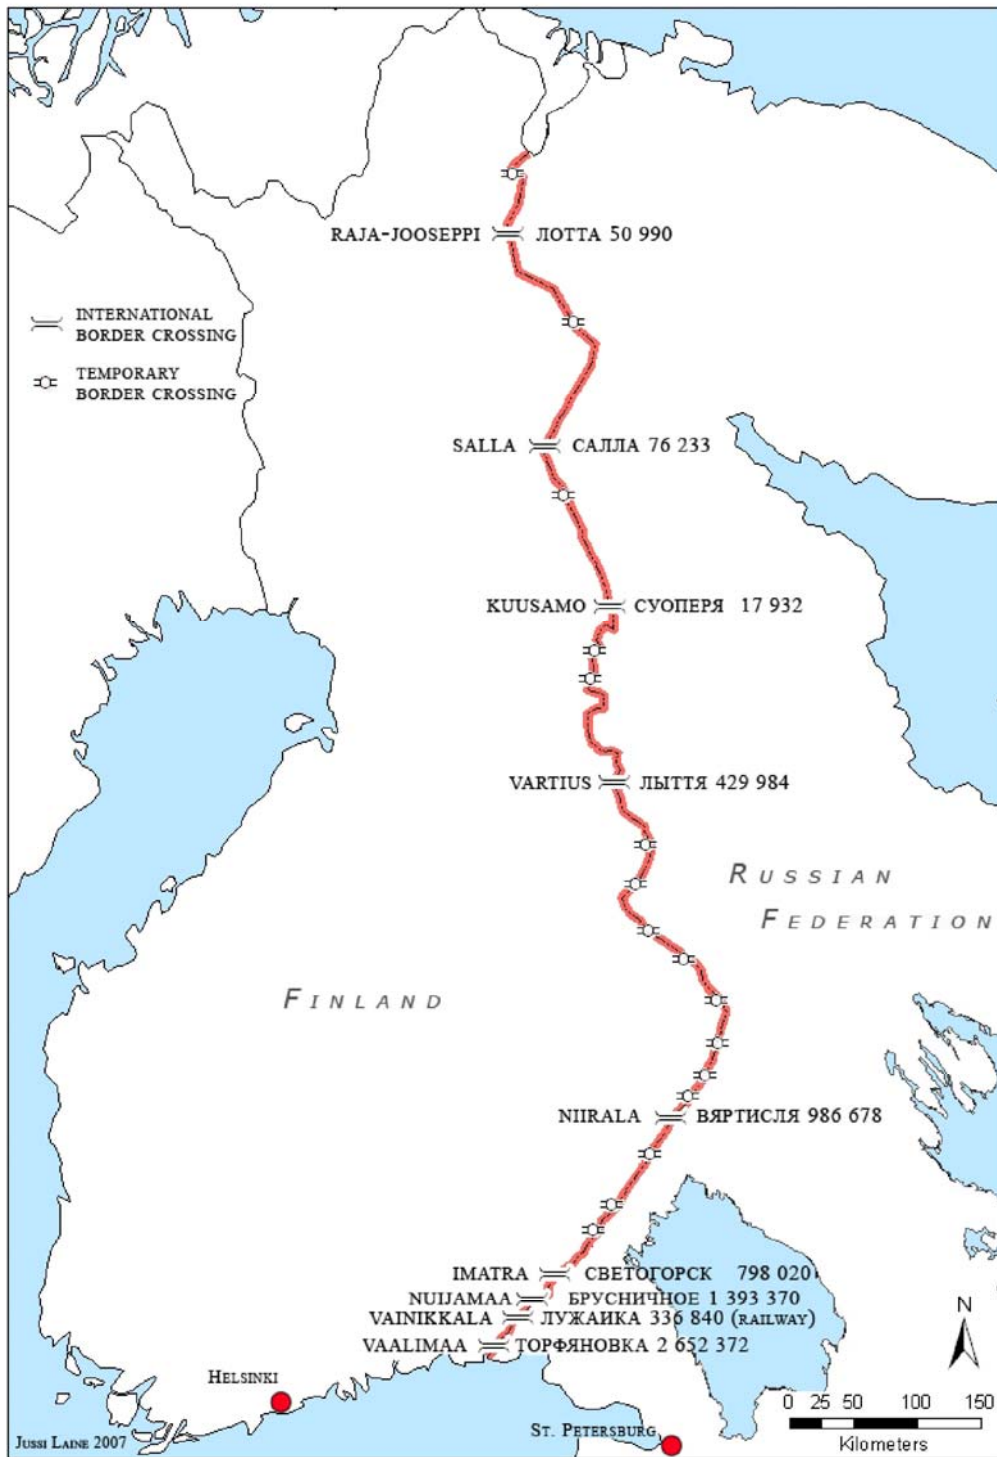 RAJA-JOOSEPPI ЛОТТА 50 990
INTERNATIONAL
BORDER CROSSING
TEMPORARY
BORDER CROSSING
SALLA САЛЛА 76 233
KUUSAMO СУОПЕРЯ 17 932
VARTIUS ЛЫТТЯ 429 984
RUSSIAN
FEDERATION
FINLAND
NIIRALA ВЯРТИСЛЯ 986 678
IMATRA СВЕТОГОРСК 798 020
NUIJAMAA БРУСНИЧНОЕ 1 393 370
VAINIKKALA ЛУЖАИКА 336 840 (RAILWAY)
VAALIMAA ТОРФЯНОВКА 2 652 372
N
HELSINKI
ST. PETERSBURG
0 25 50 100 150
Kilometers
JUSSI LAINE 2007